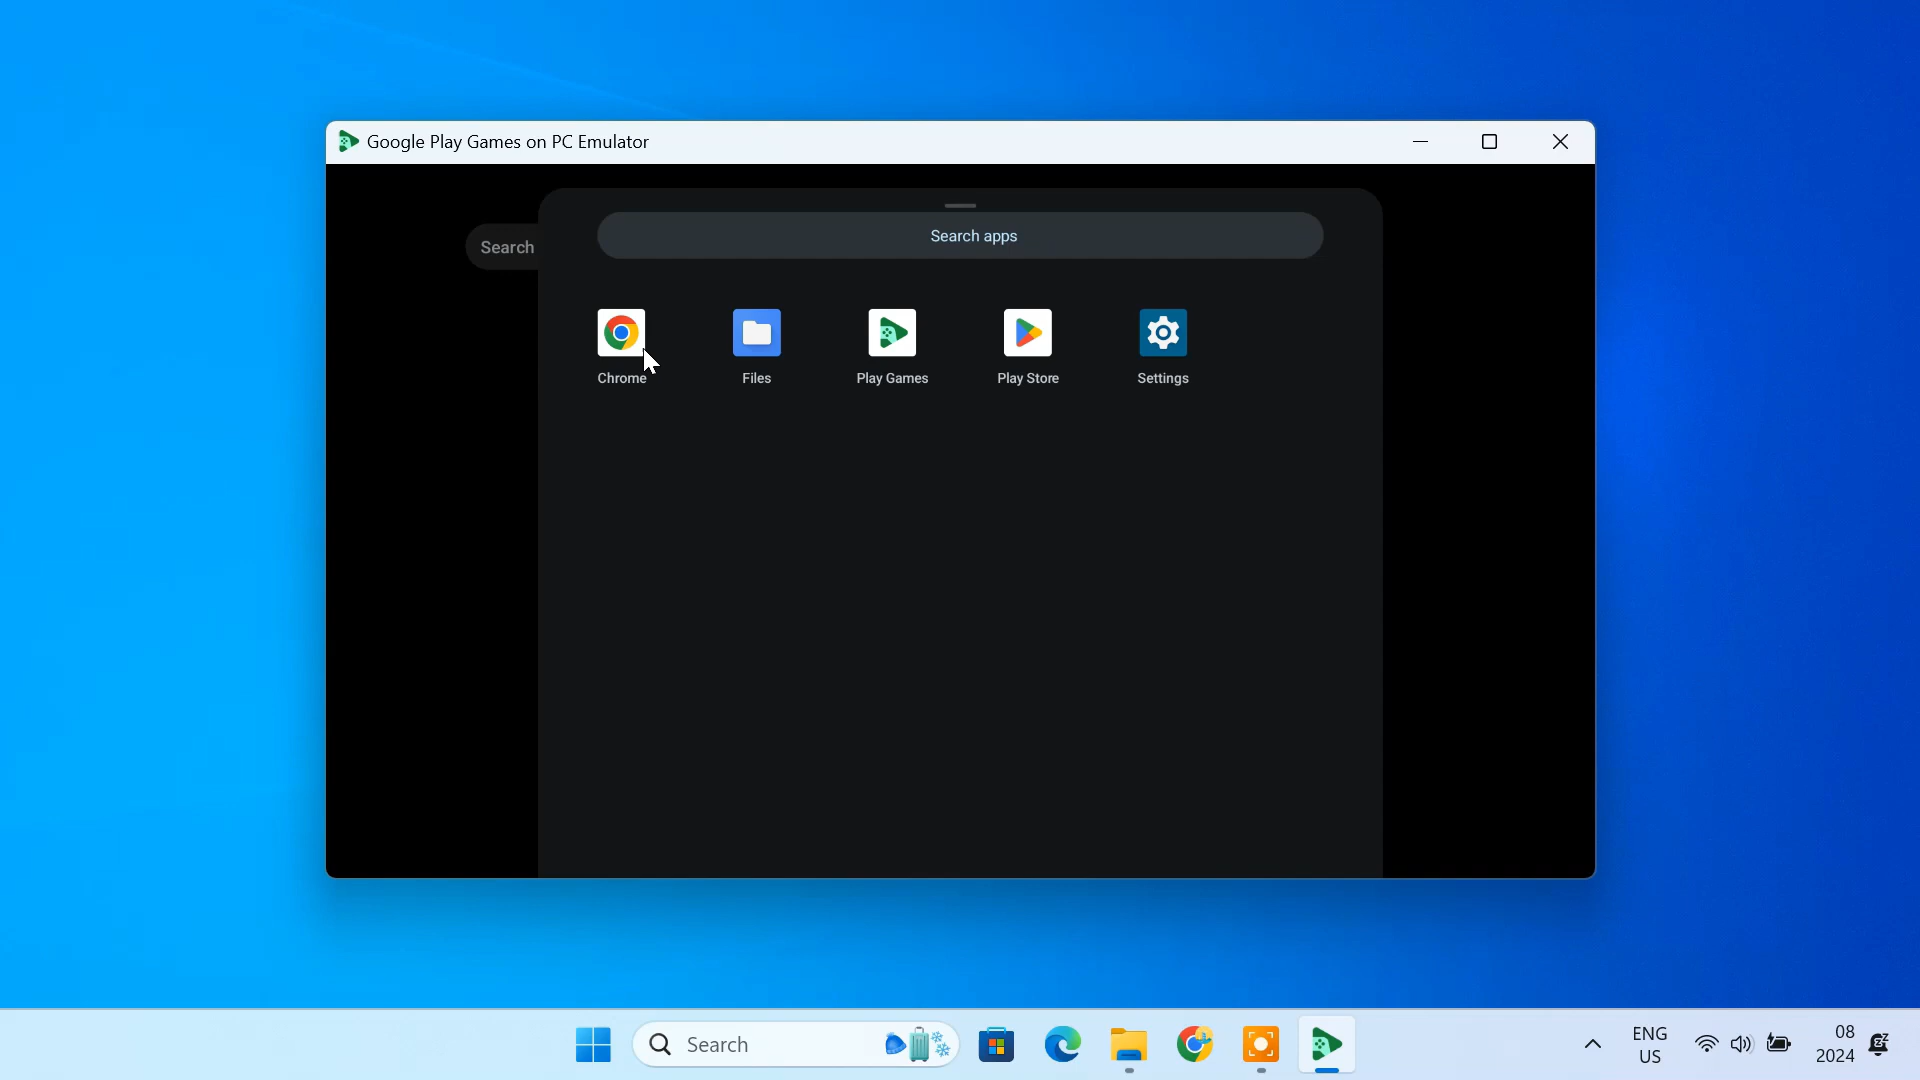 Google Play Games on PC Emulator
Search apps
Search
Chrome
Files
Play Games
Play Store
Settings
Search
ENG
US
08
2024